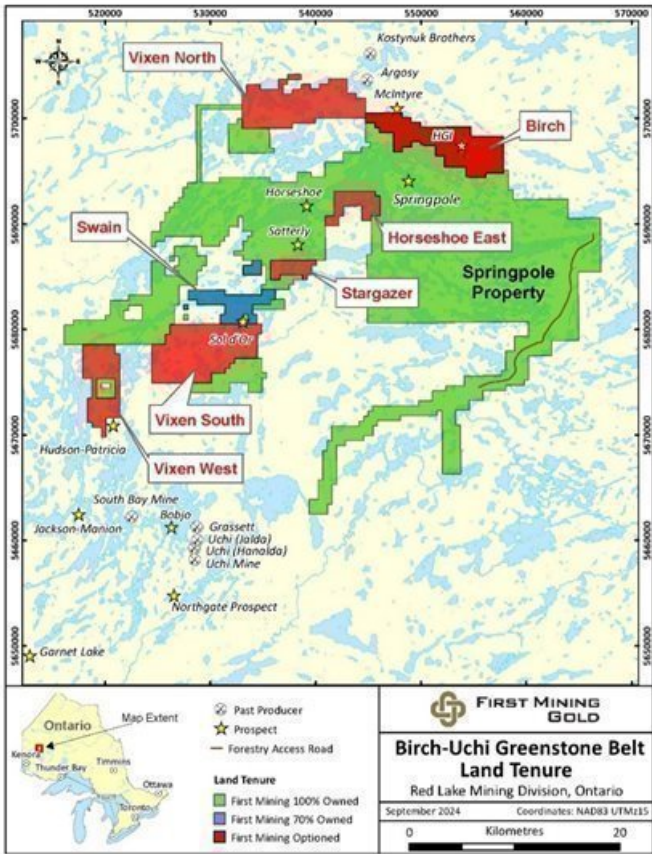 520000 530000 540000 550000 560000 570000
5700000
5690000
5680000
5670000
5660000
5650000
Kostynuk Brothers
Vixen North
Argosy
McIntyre
HGI
Birch
Horseshoe
Springpole
Swain
Satterly
Horseshoe East
Stargazer
Springpole
Property
Sol d'Or
Vixen South
Hudson-Patricia
Vixen West
South Bay Mine
Bobjo
Jackson-Manion
Grassett
Uchi (Jalda)
Uchi (Hanalda)
Uchi Mine
Northgate Prospect
Garnet Lake
Ontario
Map Extent
Kenora
Thunder Bay
Timmins
Ottawa
Toronto
Past Producer
Prospect
Forestry Access Road
Land Tenure
First Mining 100% Owned
First Mining 70% Owned
First Mining Optioned
FIRST MINING
GOLD
Birch-Uchi Greenstone Belt
Land Tenure
Red Lake Mining Division, Ontario
September 2024 Coordinates: NAD83 UTMz15
Kilometres
0 20